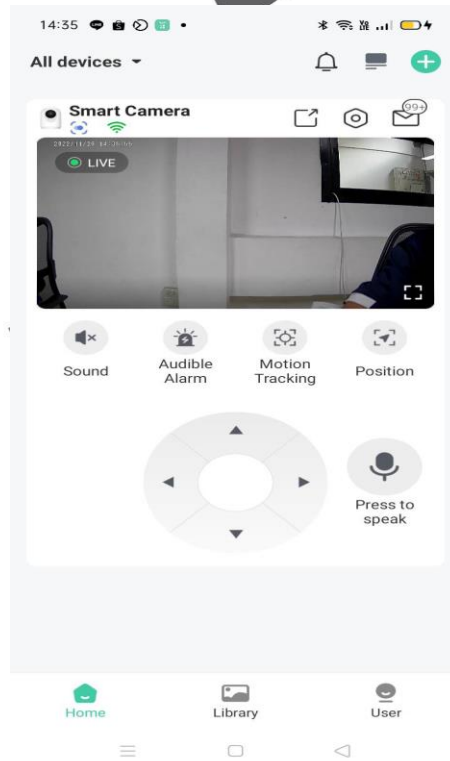 14:35
All devices
Smart Camera
99+
LIVE
Sound
Audible
Alarm
Motion
Tracking
Position
Press to
speak
Home
Library
User